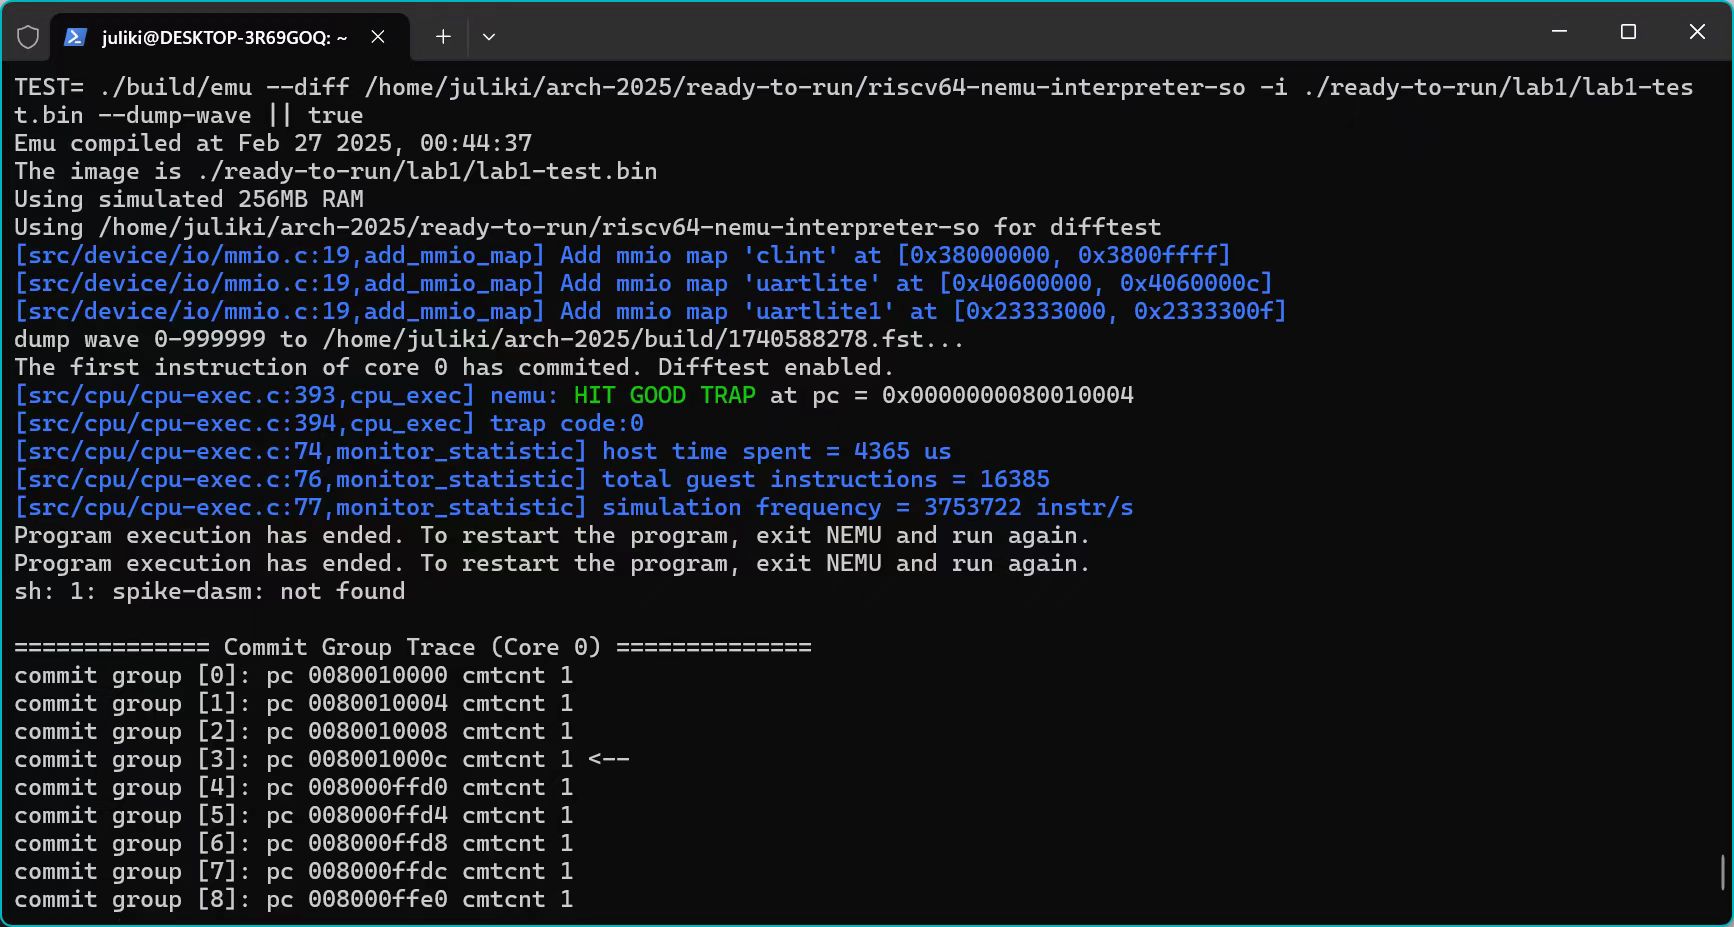 juliki@DESKTOP-3R69GOQ: ~
TEST= ./build/emu --diff /home/juliki/arch-2025/ready-to-run/riscv64-nemu-interpreter-so -i ./ready-to-run/lab1/lab1-tes
t.bin --dump-wave || true
Emu compiled at Feb 27 2025, 00:44:37
The image is ./ready-to-run/lab1/lab1-test.bin
Using simulated 256MB RAM
Using /home/juliki/arch-2025/ready-to-run/riscv64-nemu-interpreter-so for difftest
[src/device/io/mmio.c:19,add_mmio_map] Add mmio map 'clint' at [0x38000000, 0x3800ffff]
[src/device/io/mmio.c:19,add_mmio_map] Add mmio map 'uartlite' at [0x40600000, 0x4060000c]
[src/device/io/mmio.c:19,add_mmio_map] Add mmio map 'uartlite1' at [0x23333000, 0x2333300f]
dump wave 0-999999 to /home/juliki/arch-2025/build/1740588278.fst...
The first instruction of core 0 has commited. Difftest enabled.
[src/cpu/cpu-exec.c:393,cpu_exec] nemu: HIT GOOD TRAP at pc = 0x0000000080010004
[src/cpu/cpu-exec.c:394,cpu_exec] trap code:0
[src/cpu/cpu-exec.c:74,monitor_statistic] host time spent = 4365 us
[src/cpu/cpu-exec.c:76,monitor_statistic] total guest instructions = 16385
[src/cpu/cpu-exec.c:77,monitor_statistic] simulation frequency = 3753722 instr/s
Program execution has ended. To restart the program, exit NEMU and run again.
Program execution has ended. To restart the program, exit NEMU and run again.
sh: 1: spike-dasm: not found
============== Commit Group Trace (Core 0) ==============
commit group [0]: pc 0080010000 cmtcnt 1
commit group [1]: pc 0080010004 cmtcnt 1
commit group [2]: pc 0080010008 cmtcnt 1
commit group [3]: pc 008001000c cmtcnt 1 <--
commit group [4]: pc 008000ffd0 cmtcnt 1
commit group [5]: pc 008000ffd4 cmtcnt 1
commit group [6]: pc 008000ffd8 cmtcnt 1
commit group [7]: pc 008000ffdc cmtcnt 1
commit group [8]: pc 008000ffe0 cmtcnt 1